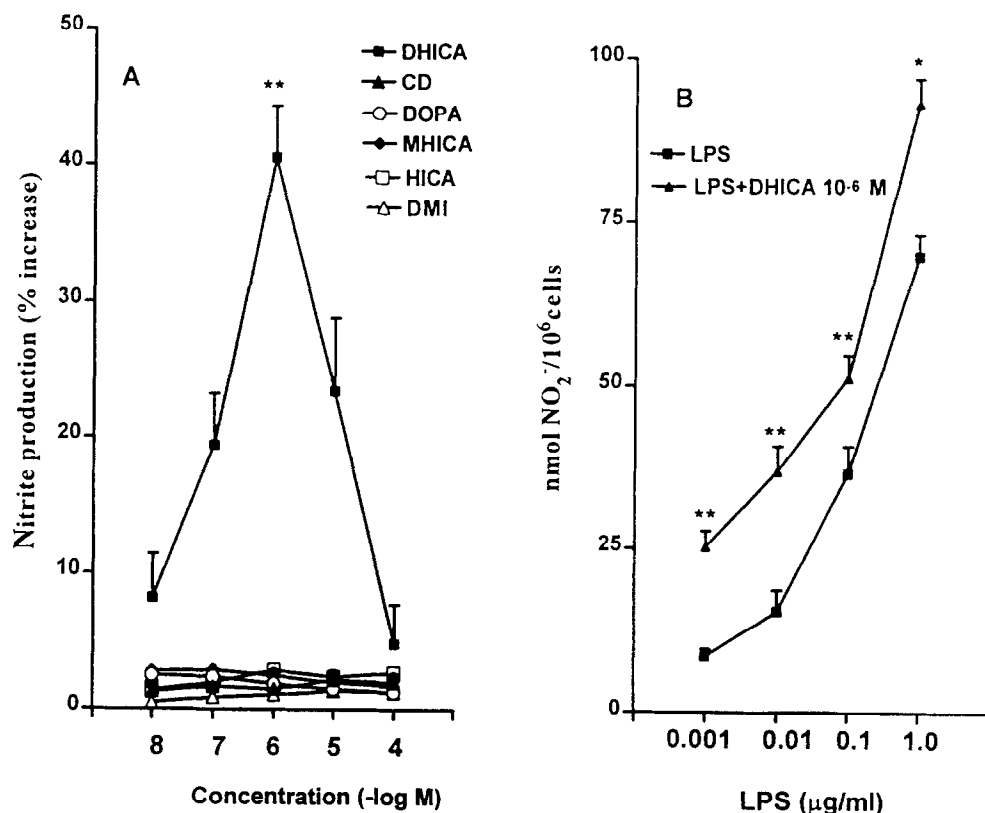 50
40
30
20
10
0
Nitrite production (% increase)
A
**
DHICA
CD
DOPA
MHICA
HICA
DMI
8 7 6 5 4
Concentration (-log M)
100
75
50
25
0
nmol NO₂⁻/10⁶cells
B
LPS
LPS+DHICA 10⁻⁶ M
**
**
**
*
0.001 0.01 0.1 1.0
LPS (µg/ml)